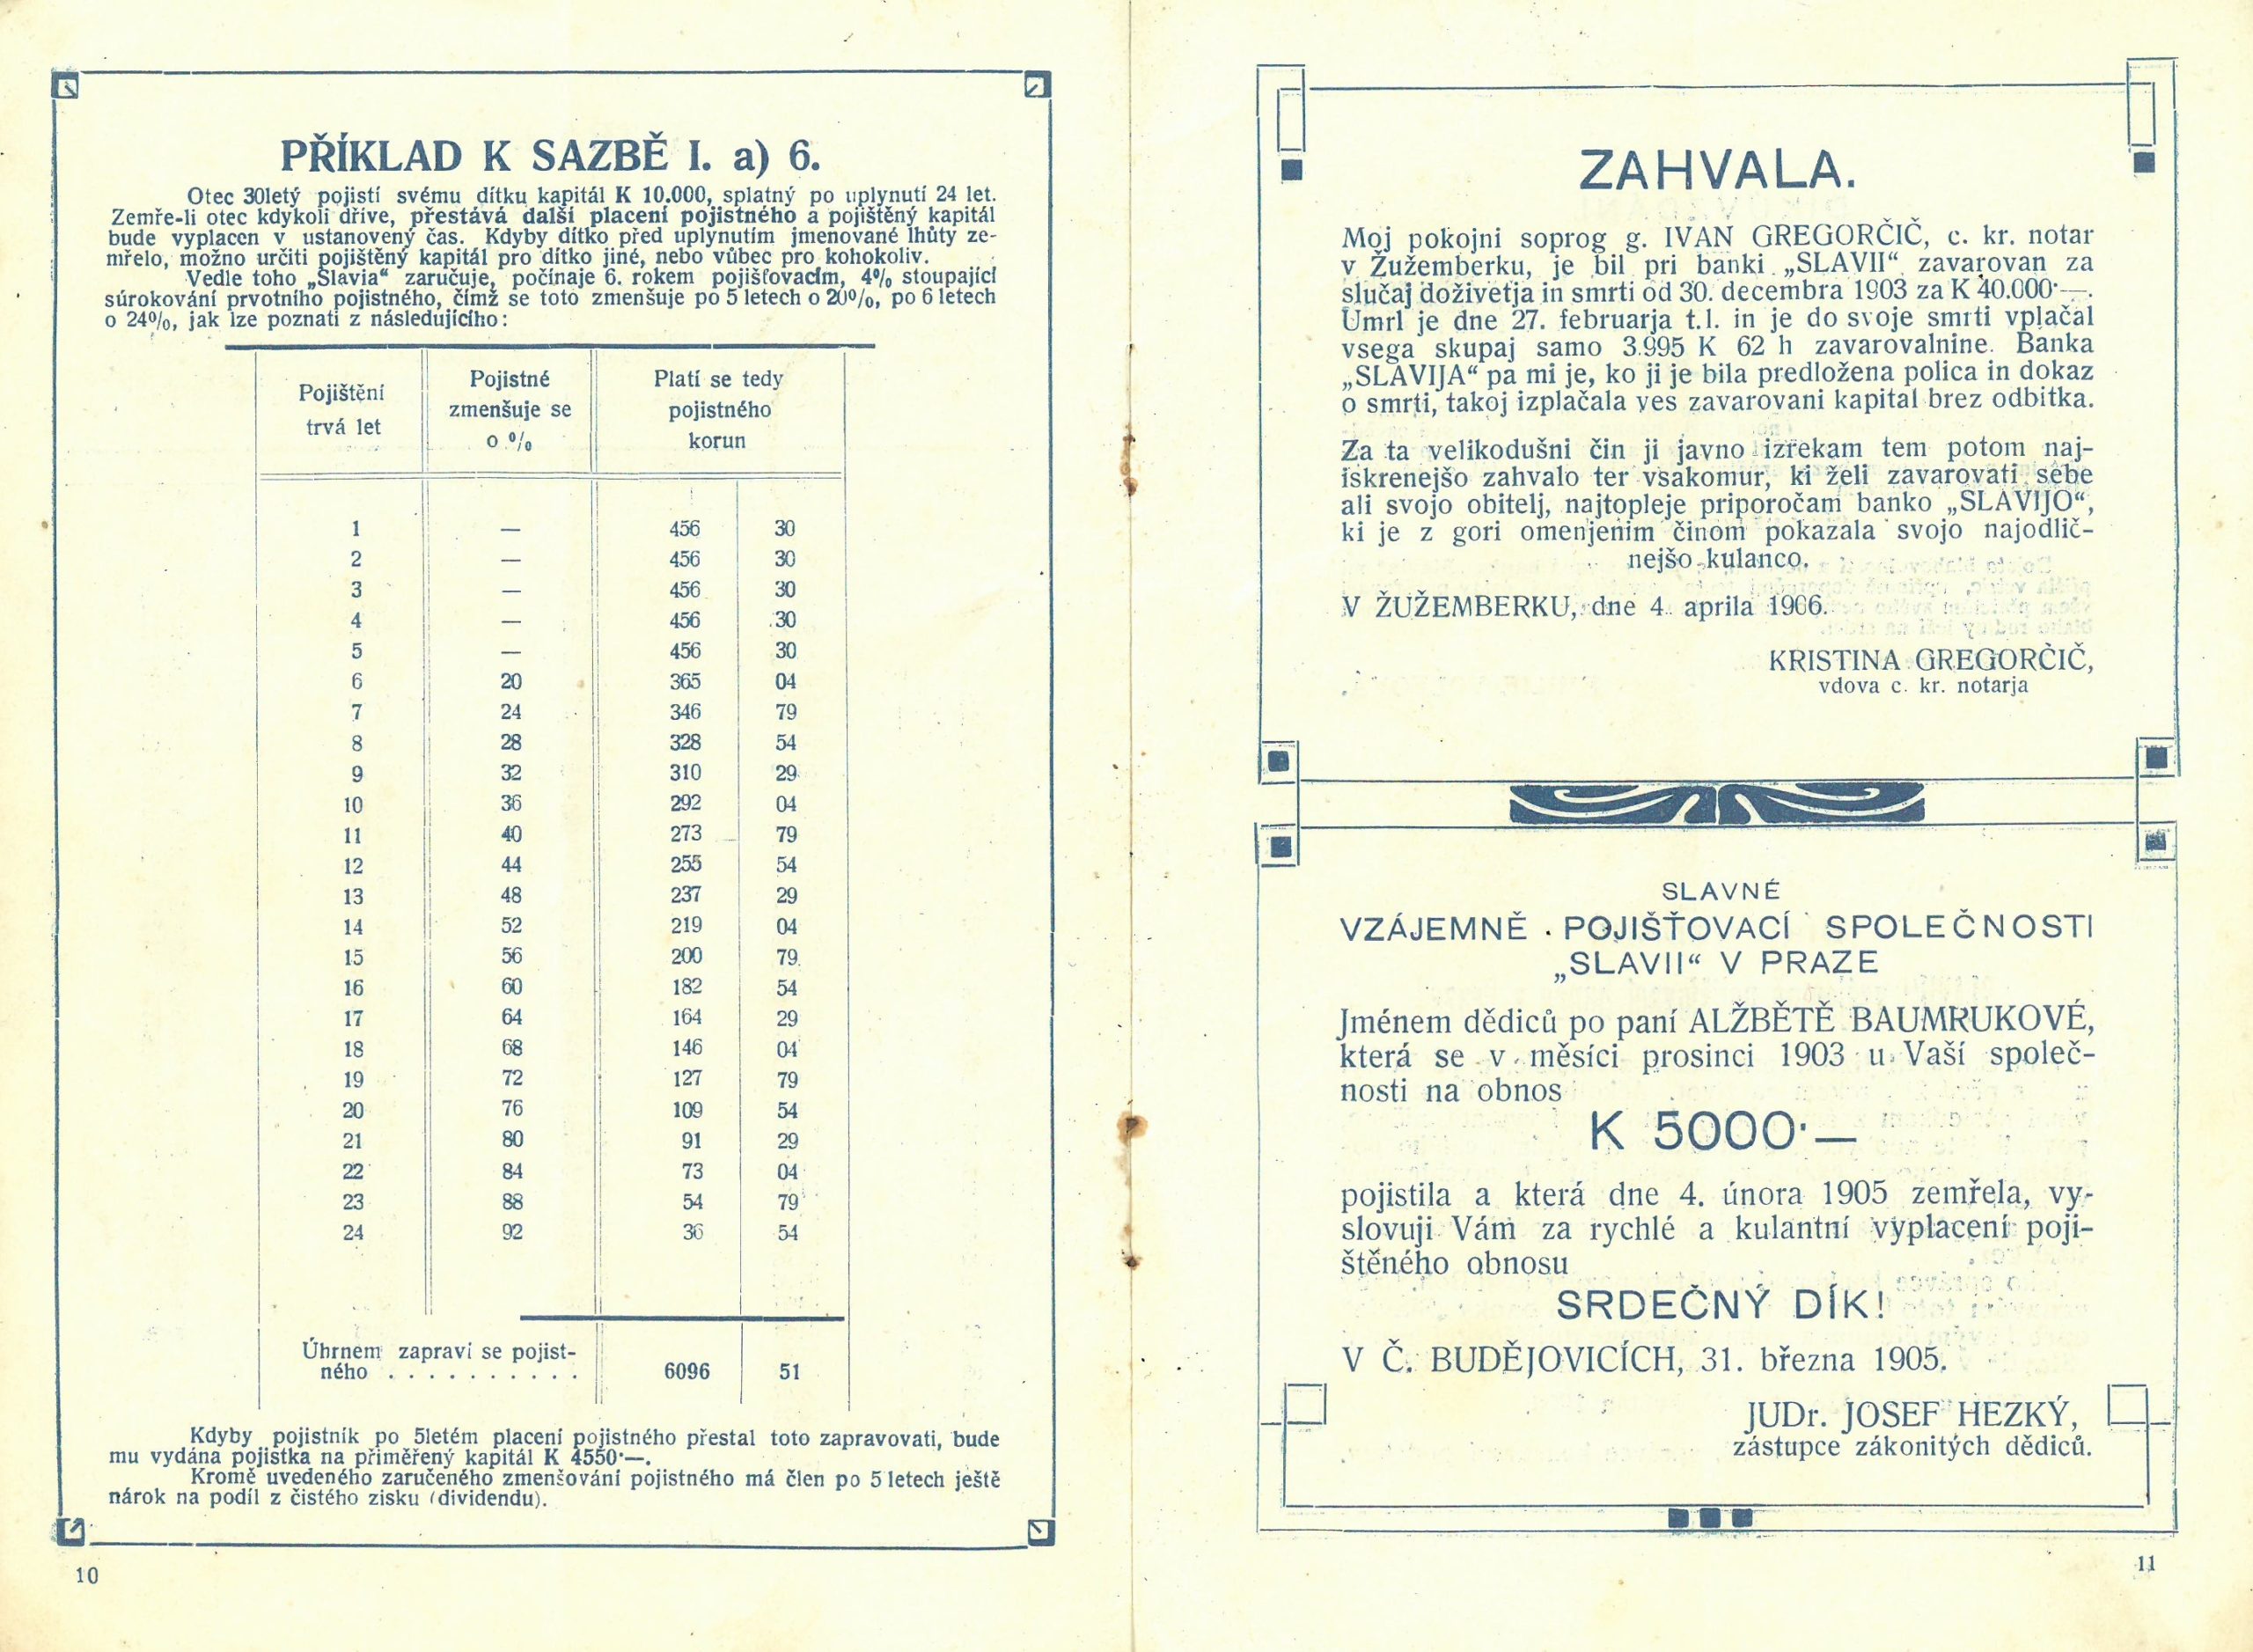 PŘÍKLAD K SAZBĚ I. a) 6.
Otec 30letý pojistí svému dítku kapitál K 10.000, splatný po uplynutí 24 let.
Zemře-li otec kdykoli dříve, přestává další placení pojistného a pojištěný kapitál
bude vyplacen v ustanovený čas. Kdyby dítko před uplynutím jmenované lhůty ze-
mřelo, možno určiti pojištěný kapitál pro dítko jiné, nebo vůbec pro kohokoliv.
Vedle toho „Slavia“ zaručuje, počínaje 6. rokem pojišťovacím, 4% stoupající
súrokování prvotního pojistného, čímž se toto zmenšuje po 5 letech o 20%, po 6 letech
o 24%, jak lze poznati z následujícího:
Pojištění
trvá let
Pojistné
zmenšuje se
o %
Platí se tedy
pojistného
korun
1 — 456 30
2 — 456 30
3 — 456 30
4 — 456 30
5 — 456 30
6 20 365 04
7 24 346 79
8 28 328 54
9 32 310 29
10 36 292 04
11 40 273 79
12 44 255 54
13 48 237 29
14 52 219 04
15 56 200 79
16 60 182 54
17 64 164 29
18 68 146 04
19 72 127 79
20 76 109 54
21 80 91 29
22 84 73 04
23 88 54 79
24 92 36 54
Úhrnem zapraví se pojist-
ného . . . . . . . . . . 6096 51
Kdyby pojistník po 5letém placení pojistného přestal toto zapravovati, bude
mu vydána pojistka na přiměřený kapitál K 4550·—.
Kromě uvedeného zaručeného zmenšování pojistného má člen po 5 letech ještě
nárok na podíl z čistého zisku (dividendu).
10
ZAHVALA.
Moj pokojni soprog g. IVAN GREGORČIČ, c. kr. notar
v Žužemberku, je bil pri banki „SLAVII“ zavarovan za
slučaj doživetja in smrti od 30. decembra 1903 za K 40.000·—.
Umrl je dne 27. februarja t. l. in je do svoje smrti vplačal
vsega skupaj samo 3.995 K 62 h zavarovalnine. Banka
„SLAVIJA“ pa mi je, ko ji je bila predložena polica in dokaz
o smrti, takoj izplačala ves zavarovani kapital brez odbitka.
Za ta velikodušni čin ji javno izrekam tem potom naj-
iskrenejšo zahvalo ter vsakomur, ki želi zavarovati sebe
ali svojo obitelj, najtopleje priporočam banko „SLAVIJO“,
ki je z gori omenjenim činom pokazala svojo najodlič-
nejšo kulanco.
V ŽUŽEMBERKU, dne 4. aprila 1906.
KRISTINA GREGORČIČ,
vdova c. kr. notarja
SLAVNÉ
VZÁJEMNĚ POJIŠŤOVACÍ SPOLEČNOSTI
„SLAVII“ V PRAZE
Jménem dědiců po paní ALŽBĚTĚ BAUMRUKOVÉ,
která se v měsíci prosinci 1903 u Vaší společ-
nosti na obnos
K 5000·—
pojistila a která dne 4. února 1905 zemřela, vy-
slovuji Vám za rychlé a kulantní vyplacení poji-
štěného obnosu
SRDEČNÝ DÍK!
V Č. BUDĚJOVICÍCH, 31. března 1905.
JUDr. JOSEF HEZKÝ,
zástupce zákonitých dědiců.
11